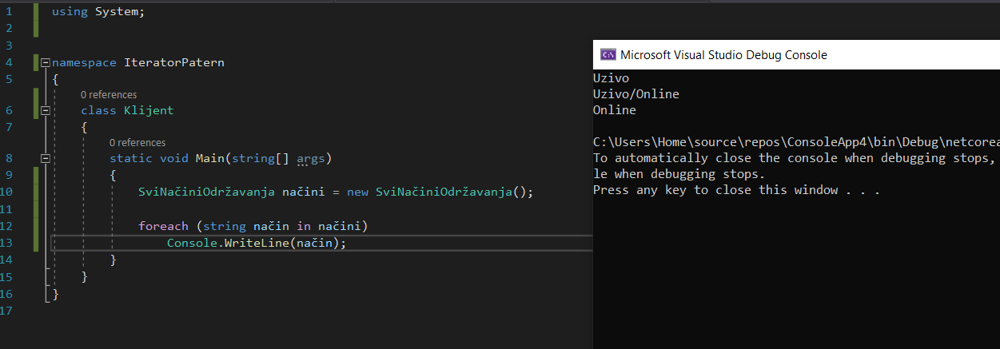 1 using System;
2
3
4 namespace IteratorPatern
5 {
0 references
6 class Klijent
7 {
0 references
8 static void Main(string[] args)
9 {
10 SviNačiniOdržavanja načini = new SviNačiniOdržavanja();
11
12 foreach (string način in načini)
13 Console.WriteLine(način);
14 }
15 }
16 }
17
C:\ Microsoft Visual Studio Debug Console
Uzivo
Uzivo/Online
Online
C:\Users\Home\source\repos\ConsoleApp4\bin\Debug\netcorea
To automatically close the console when debugging stops,
le when debugging stops.
Press any key to close this window . . .